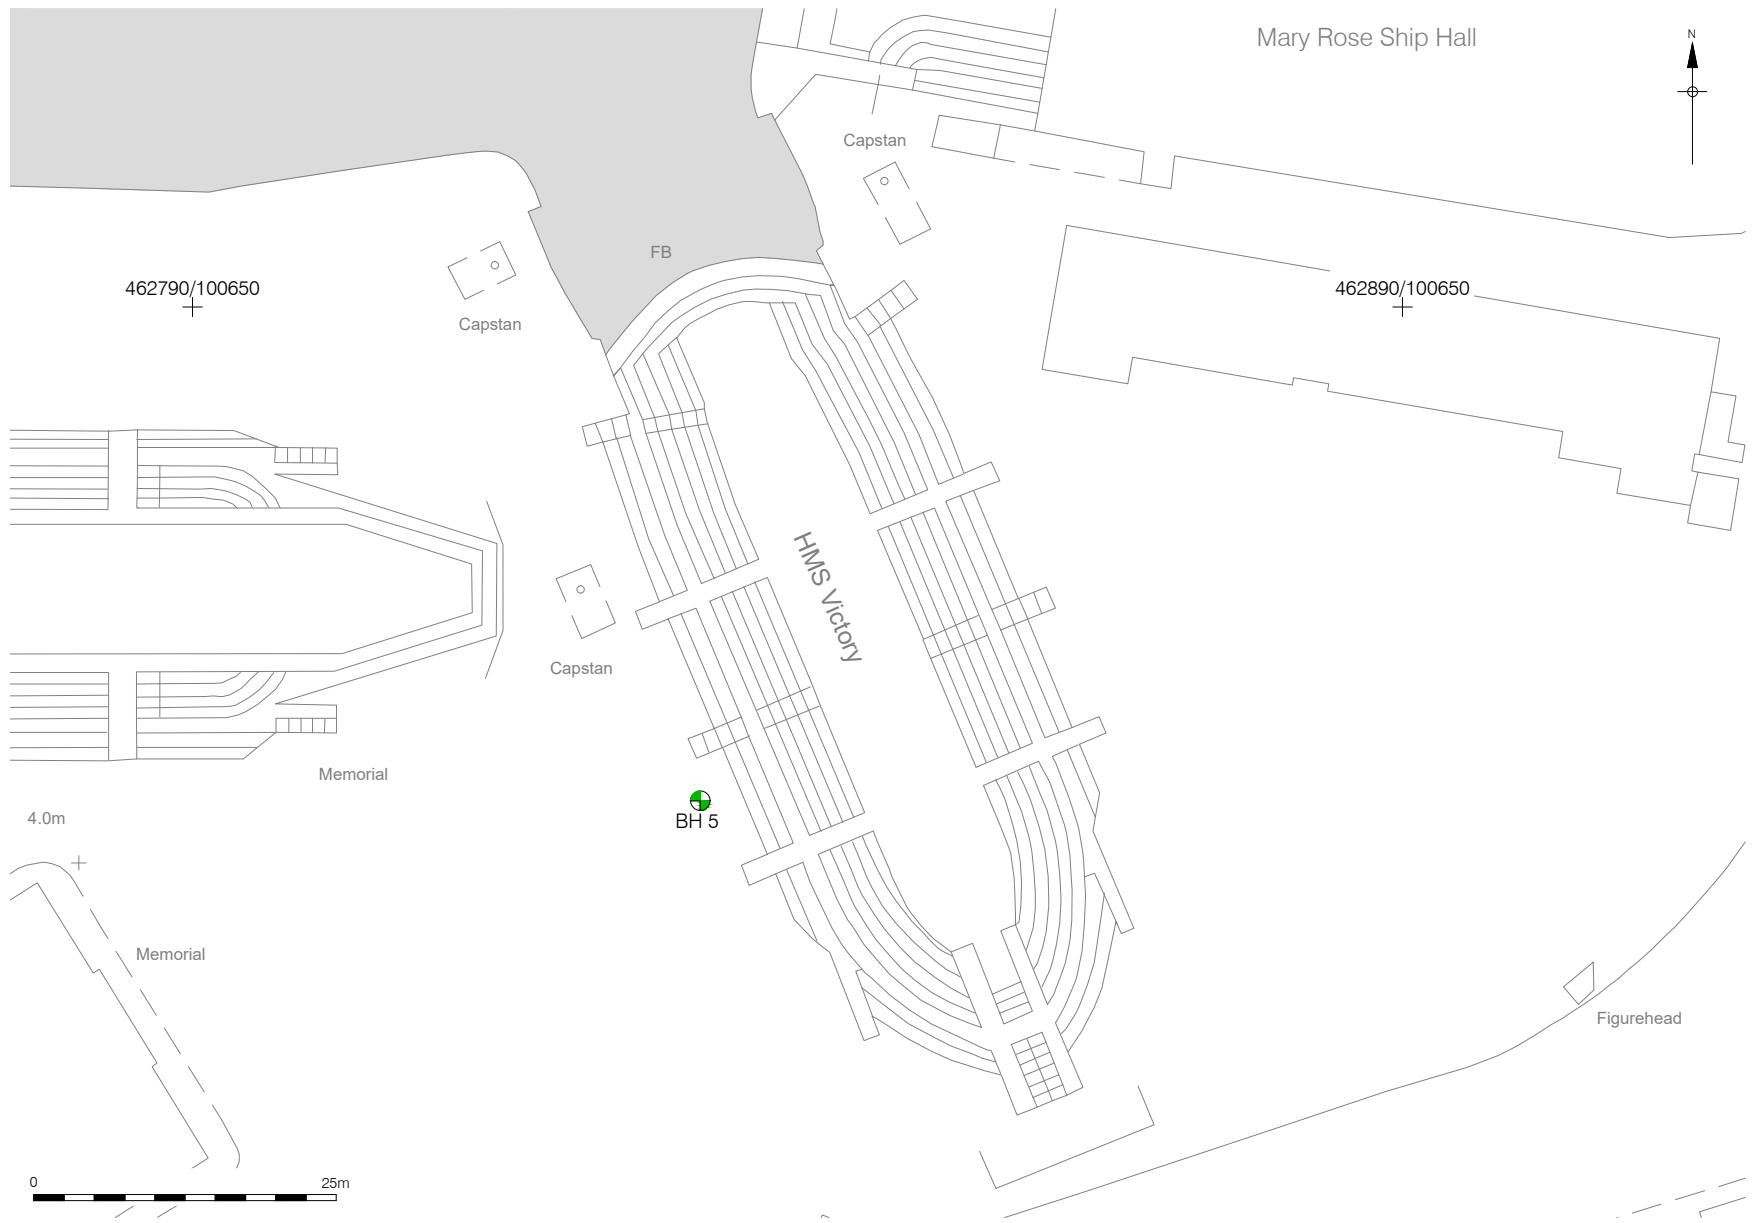 Mary Rose Ship Hall
N
Capstan
FB
462790/100650
462890/100650
Capstan
HMS Victory
Capstan
Memorial
BH 5
4.0m
Memorial
Figurehead
0
25m